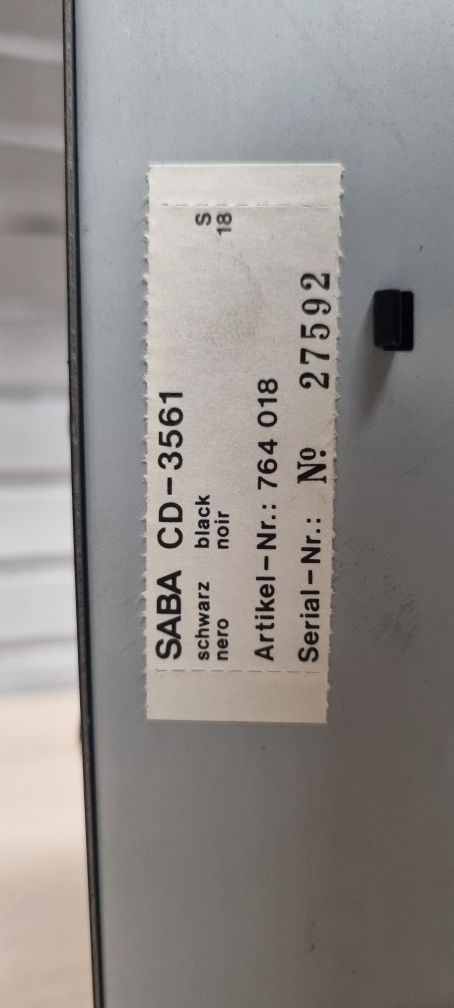 SABA CD-3561
schwarz black
nero noir
S
18
Artikel-Nr.: 764 018
Serial-Nr.: Nº 27592